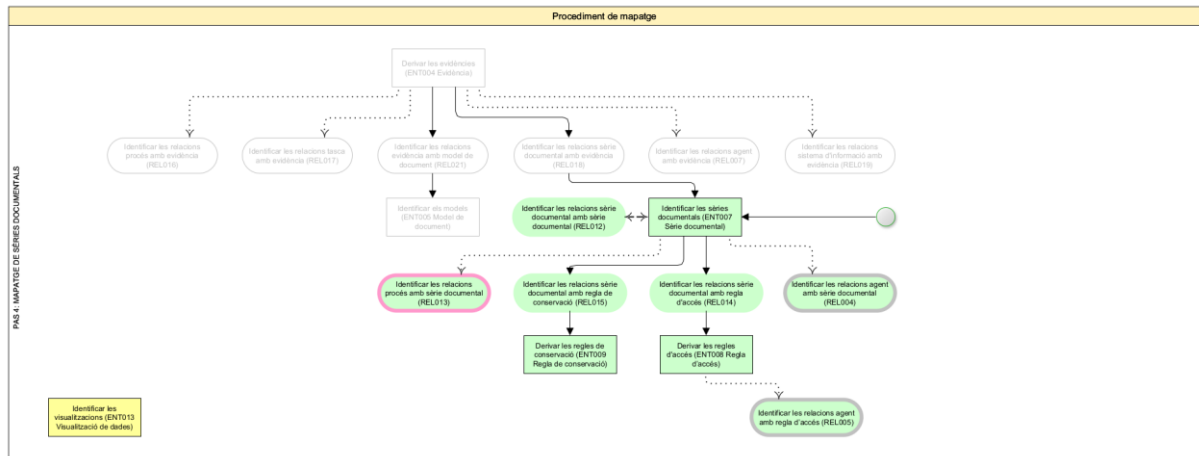 Procediment de mapatge
PAS 4: MAPATGE DE SÈRIES DOCUMENTALS
Derivar les evidències
(ENT004 Evidència)
Identificar les relacions
procés amb evidència
(REL016)
Identificar les relacions tasca
amb evidència (REL017)
Identificar les relacions
evidència amb model de
document (REL021)
Identificar les relacions sèrie
documental amb evidència
(REL018)
Identificar les relacions agent
amb evidència (REL007)
Identificar les relacions
sistema d'informació amb
evidència (REL019)
Identificar els models
(ENT006 Model de
document)
Identificar les relacions sèrie
documental amb sèrie
documental (REL012)
Identificar les sèries
documentals (ENT007
Sèrie documental)
Identificar les relacions
procés amb sèrie documental
(REL013)
Identificar les relacions sèrie
documental amb regla de
conservació (REL015)
Identificar les relacions sèrie
documental amb regla
d'accés (REL014)
Identificar les relacions agent
amb sèrie documental
(REL004)
Derivar les regles de
conservació (ENT009
Regla de conservació)
Derivar les regles
d'accés (ENT008 Regla
d'accés)
Identificar les
visualitzacions (ENT013
Visualització de dades)
Identificar les relacions agent
amb regla d'accés (REL005)